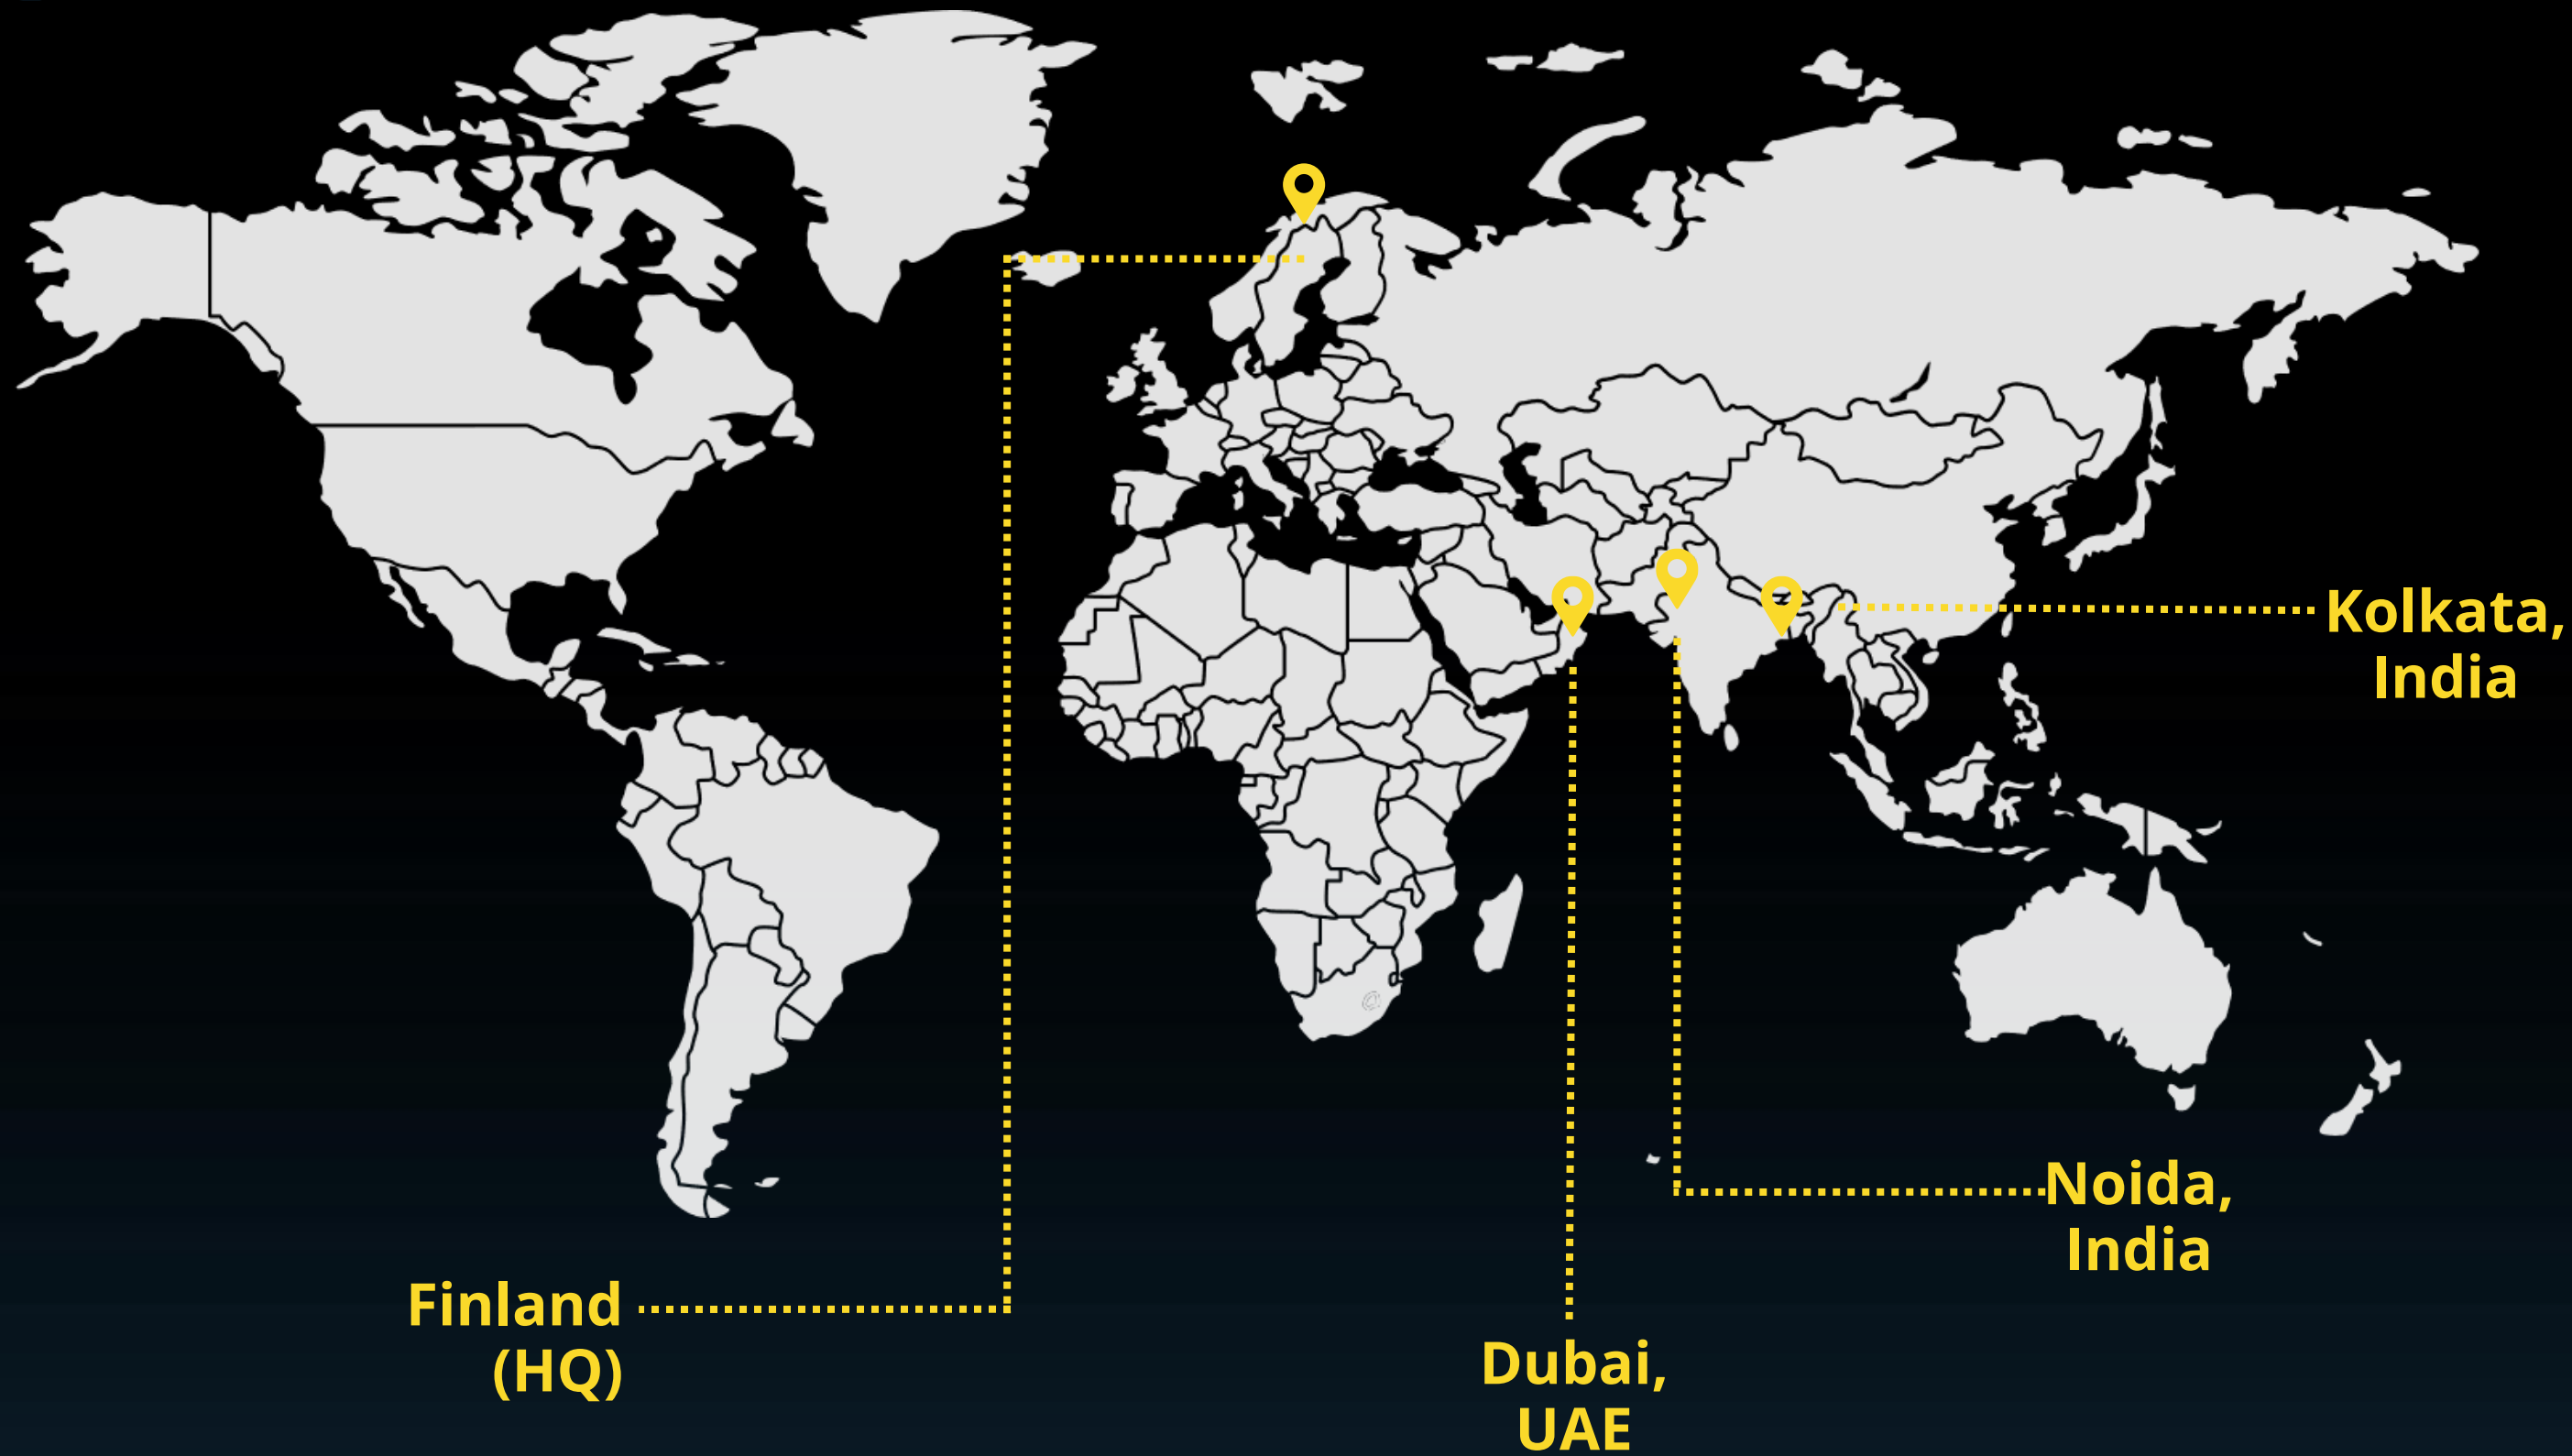 Kolkata,
India
Noida,
India
Finland
(HQ)
Dubai,
UAE